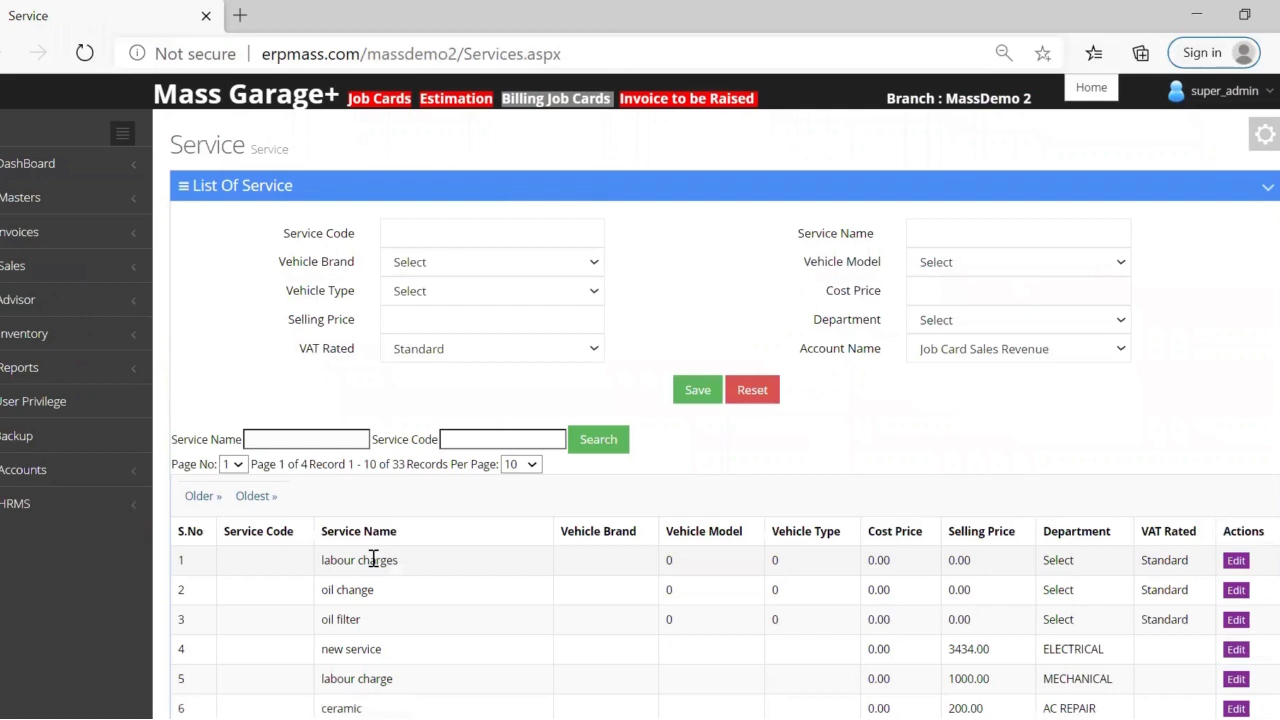 Service
Not secure erpmass.com/massdemo2/Services.aspx Sign in
Mass Garage+ Job Cards Estimation Billing Job Cards Invoice to be Raised Branch : MassDemo 2 Home super_admin
DashBoard
Masters
Invoices
Sales
Advisor
Inventory
Reports
User Privilege
Backup
Accounts
HRMS
Service Service
List Of Service
Service Code Service Name
Vehicle Brand Select Vehicle Model Select
Vehicle Type Select Cost Price
Selling Price Department Select
VAT Rated Standard Account Name Job Card Sales Revenue
Save Reset
Service Name Service Code Search
Page No: 1 Page 1 of 4 Record 1 - 10 of 33 Records Per Page: 10
Older » Oldest »
S.No Service Code Service Name Vehicle Brand Vehicle Model Vehicle Type Cost Price Selling Price Department VAT Rated Actions
1 labour charges 0 0 0.00 0.00 Select Standard Edit
2 oil change 0 0 0.00 0.00 Select Standard Edit
3 oil filter 0 0 0.00 0.00 Select Standard Edit
4 new service 0.00 3434.00 ELECTRICAL Edit
5 labour charge 0.00 1000.00 MECHANICAL Edit
6 ceramic 0.00 200.00 AC REPAIR Edit